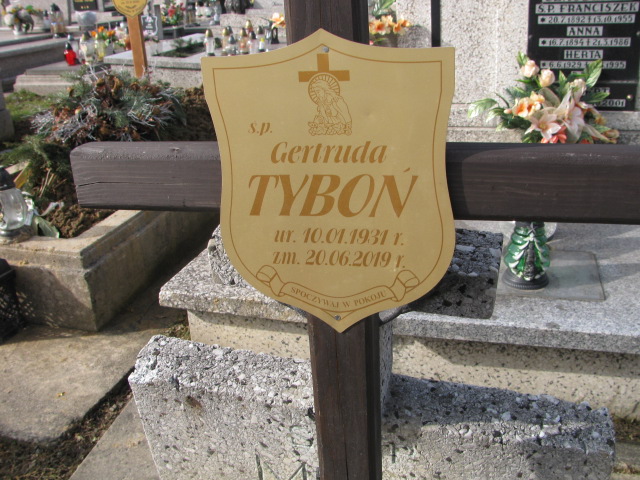 ś.p.
Gertruda
TYBOŃ
ur. 10.01.1931 r.
zm. 20.06.2019 r.
SPOCZYWAJ W POKOJU
FRANCISZEK
ANNA
HERTA